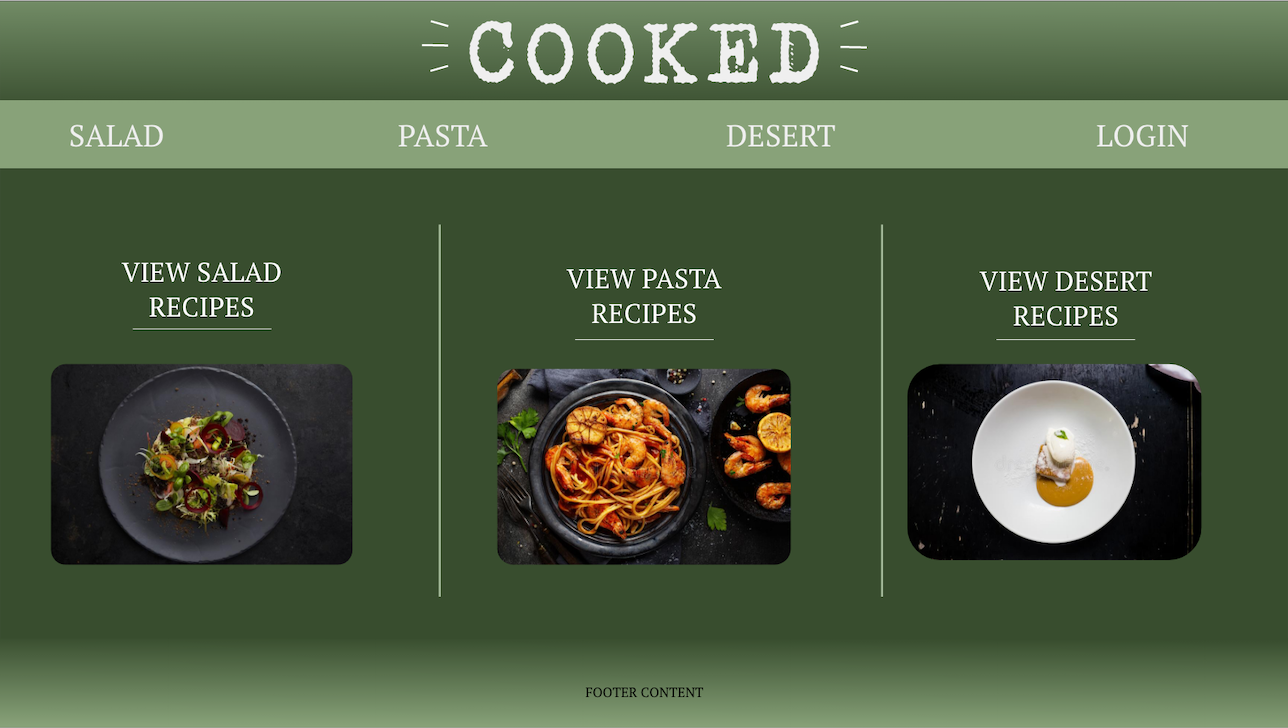 COOKED
SALAD PASTA DESERT LOGIN
VIEW SALAD
RECIPES
VIEW PASTA
RECIPES
VIEW DESERT
RECIPES
FOOTER CONTENT